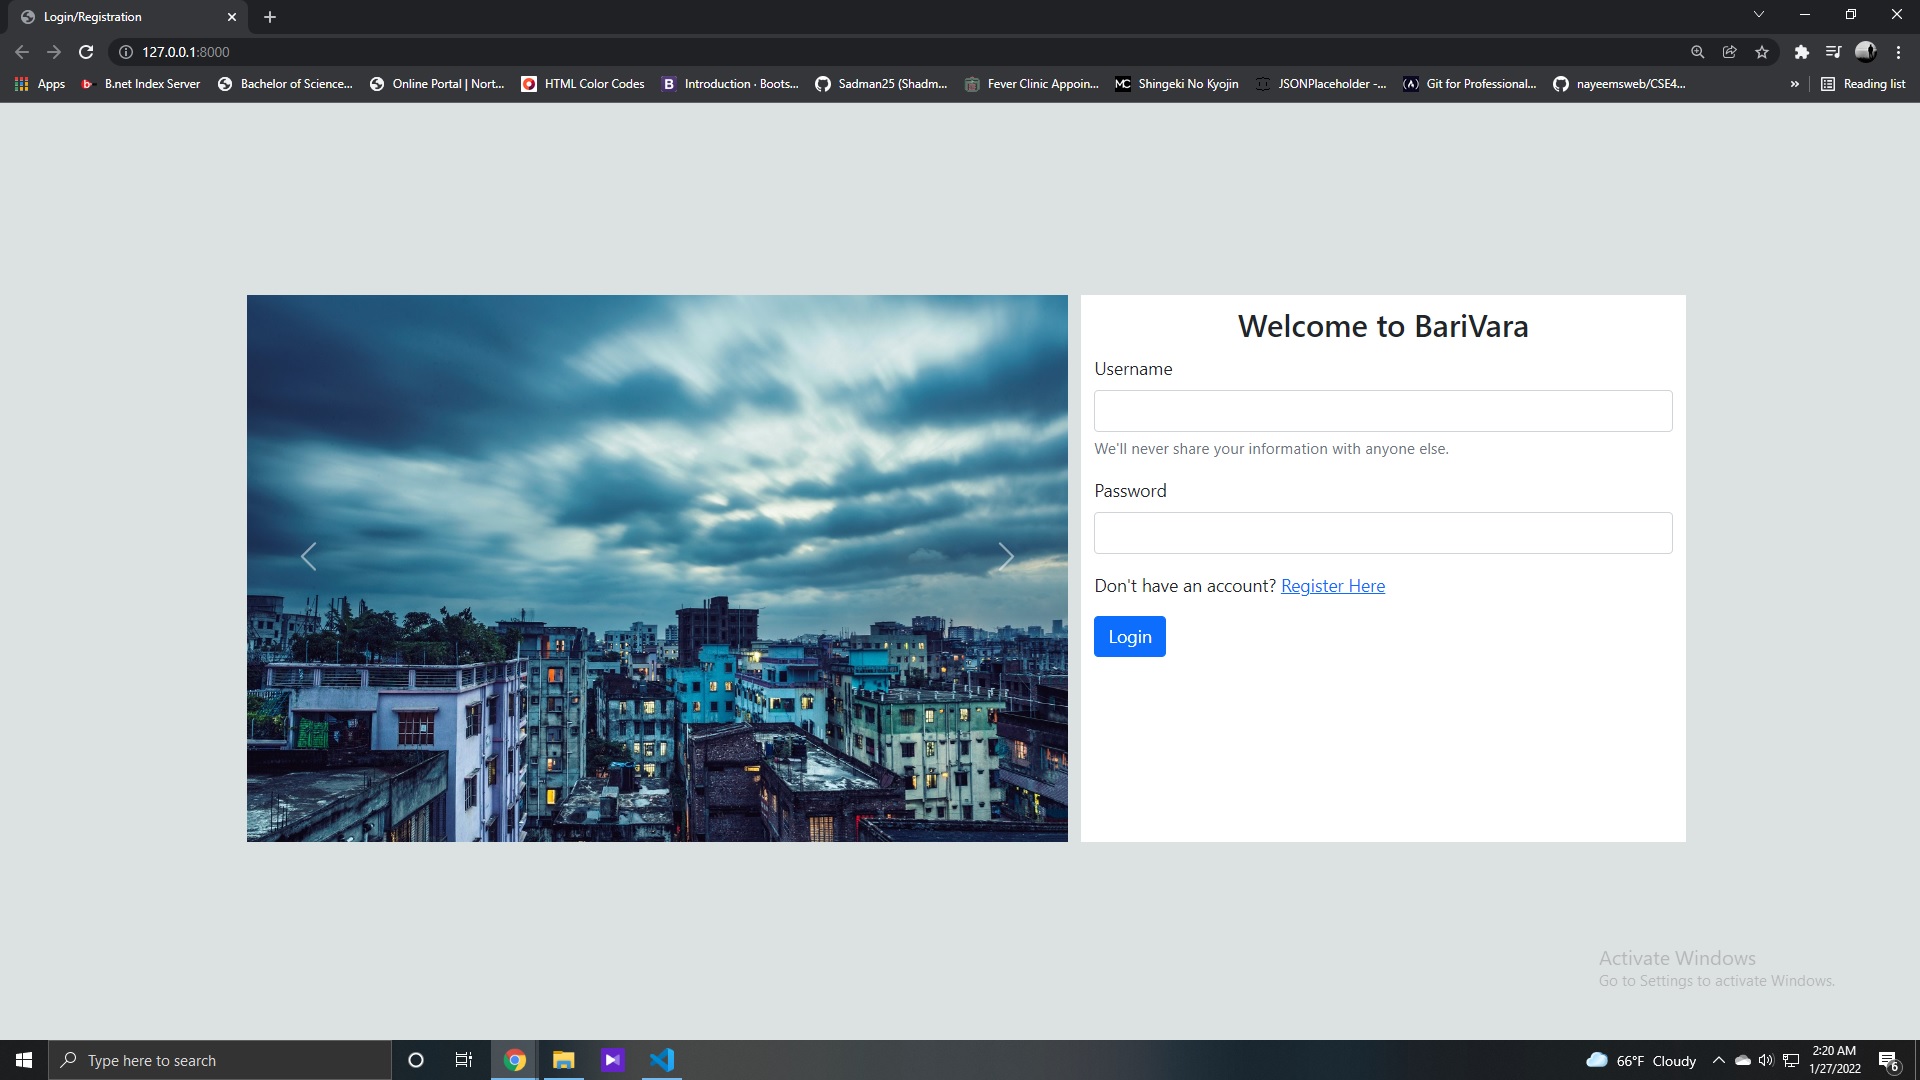 Login/Registration
127.0.0.1:8000
Apps
B.net Index Server
Bachelor of Science...
Online Portal | Nort...
HTML Color Codes
Introduction · Boots...
Sadman25 (Shadm...
Fever Clinic Appoin...
Shingeki No Kyojin
JSONPlaceholder -...
Git for Professional...
nayeemsweb/CSE4...
»
Reading list
Welcome to BariVara
Username
We'll never share your information with anyone else.
Password
Don't have an account? Register Here
Login
Activate Windows
Go to Settings to activate Windows.
Type here to search
66°F Cloudy
2:20 AM
1/27/2022
6